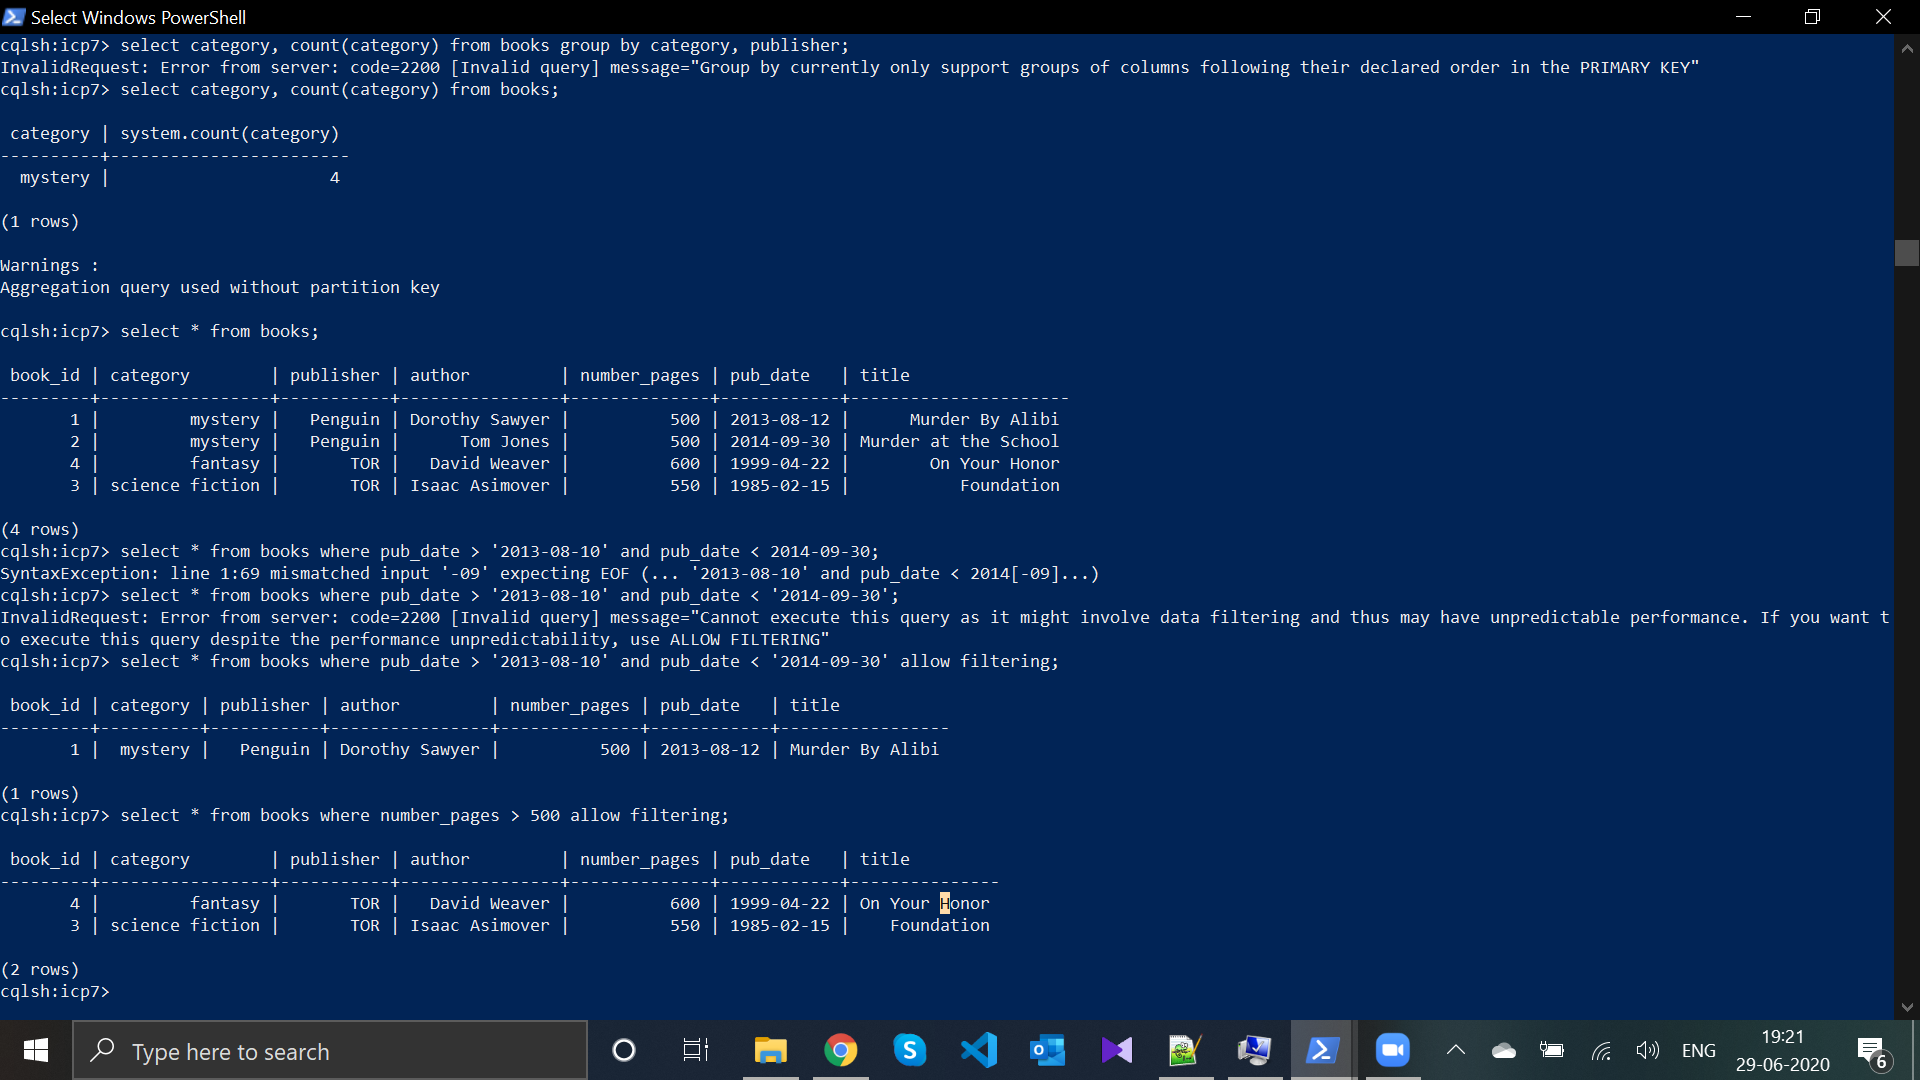 Select Windows PowerShell
cqlsh:icp7> select category, count(category) from books group by category, publisher;
InvalidRequest: Error from server: code=2200 [Invalid query] message="Group by currently only support groups of columns following their declared order in the PRIMARY KEY"
cqlsh:icp7> select category, count(category) from books;
category | system.count(category)
----------+------------------------
mystery | 4
(1 rows)
Warnings :
Aggregation query used without partition key
cqlsh:icp7> select * from books;
book_id | category | publisher | author | number_pages | pub_date | title
---------+-----------------+-----------+----------------+--------------+------------+----------------------
1 | mystery | Penguin | Dorothy Sawyer | 500 | 2013-08-12 | Murder By Alibi
2 | mystery | Penguin | Tom Jones | 500 | 2014-09-30 | Murder at the School
4 | fantasy | TOR | David Weaver | 600 | 1999-04-22 | On Your Honor
3 | science fiction | TOR | Isaac Asimover | 550 | 1985-02-15 | Foundation
(4 rows)
cqlsh:icp7> select * from books where pub_date > '2013-08-10' and pub_date < 2014-09-30;
SyntaxException: line 1:69 mismatched input '-09' expecting EOF (... '2013-08-10' and pub_date < 2014[-09]...)
cqlsh:icp7> select * from books where pub_date > '2013-08-10' and pub_date < '2014-09-30';
InvalidRequest: Error from server: code=2200 [Invalid query] message="Cannot execute this query as it might involve data filtering and thus may have unpredictable performance. If you want t
o execute this query despite the performance unpredictability, use ALLOW FILTERING"
cqlsh:icp7> select * from books where pub_date > '2013-08-10' and pub_date < '2014-09-30' allow filtering;
book_id | category | publisher | author | number_pages | pub_date | title
---------+----------+-----------+----------------+--------------+------------+-----------------
1 | mystery | Penguin | Dorothy Sawyer | 500 | 2013-08-12 | Murder By Alibi
(1 rows)
cqlsh:icp7> select * from books where number_pages > 500 allow filtering;
book_id | category | publisher | author | number_pages | pub_date | title
---------+-----------------+-----------+----------------+--------------+------------+---------------
4 | fantasy | TOR | David Weaver | 600 | 1999-04-22 | On Your Honor
3 | science fiction | TOR | Isaac Asimover | 550 | 1985-02-15 | Foundation
(2 rows)
cqlsh:icp7>
Type here to search
ENG
19:21
29-06-2020
6